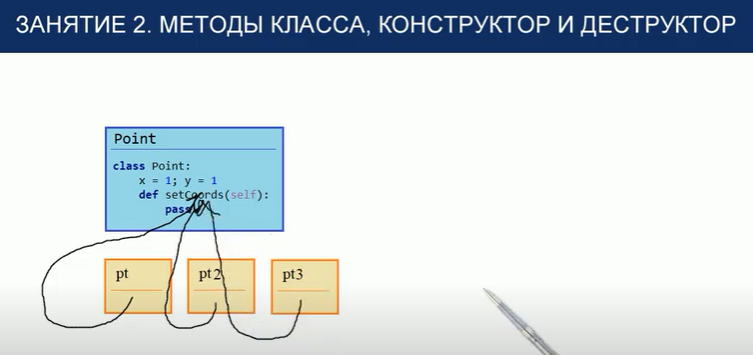 ЗАНЯТИЕ 2. МЕТОДЫ КЛАССА, КОНСТРУКТОР И ДЕСТРУКТОР
Point
class Point:
x = 1; y = 1
def setCoords(self):
pass
pt
pt2
pt3